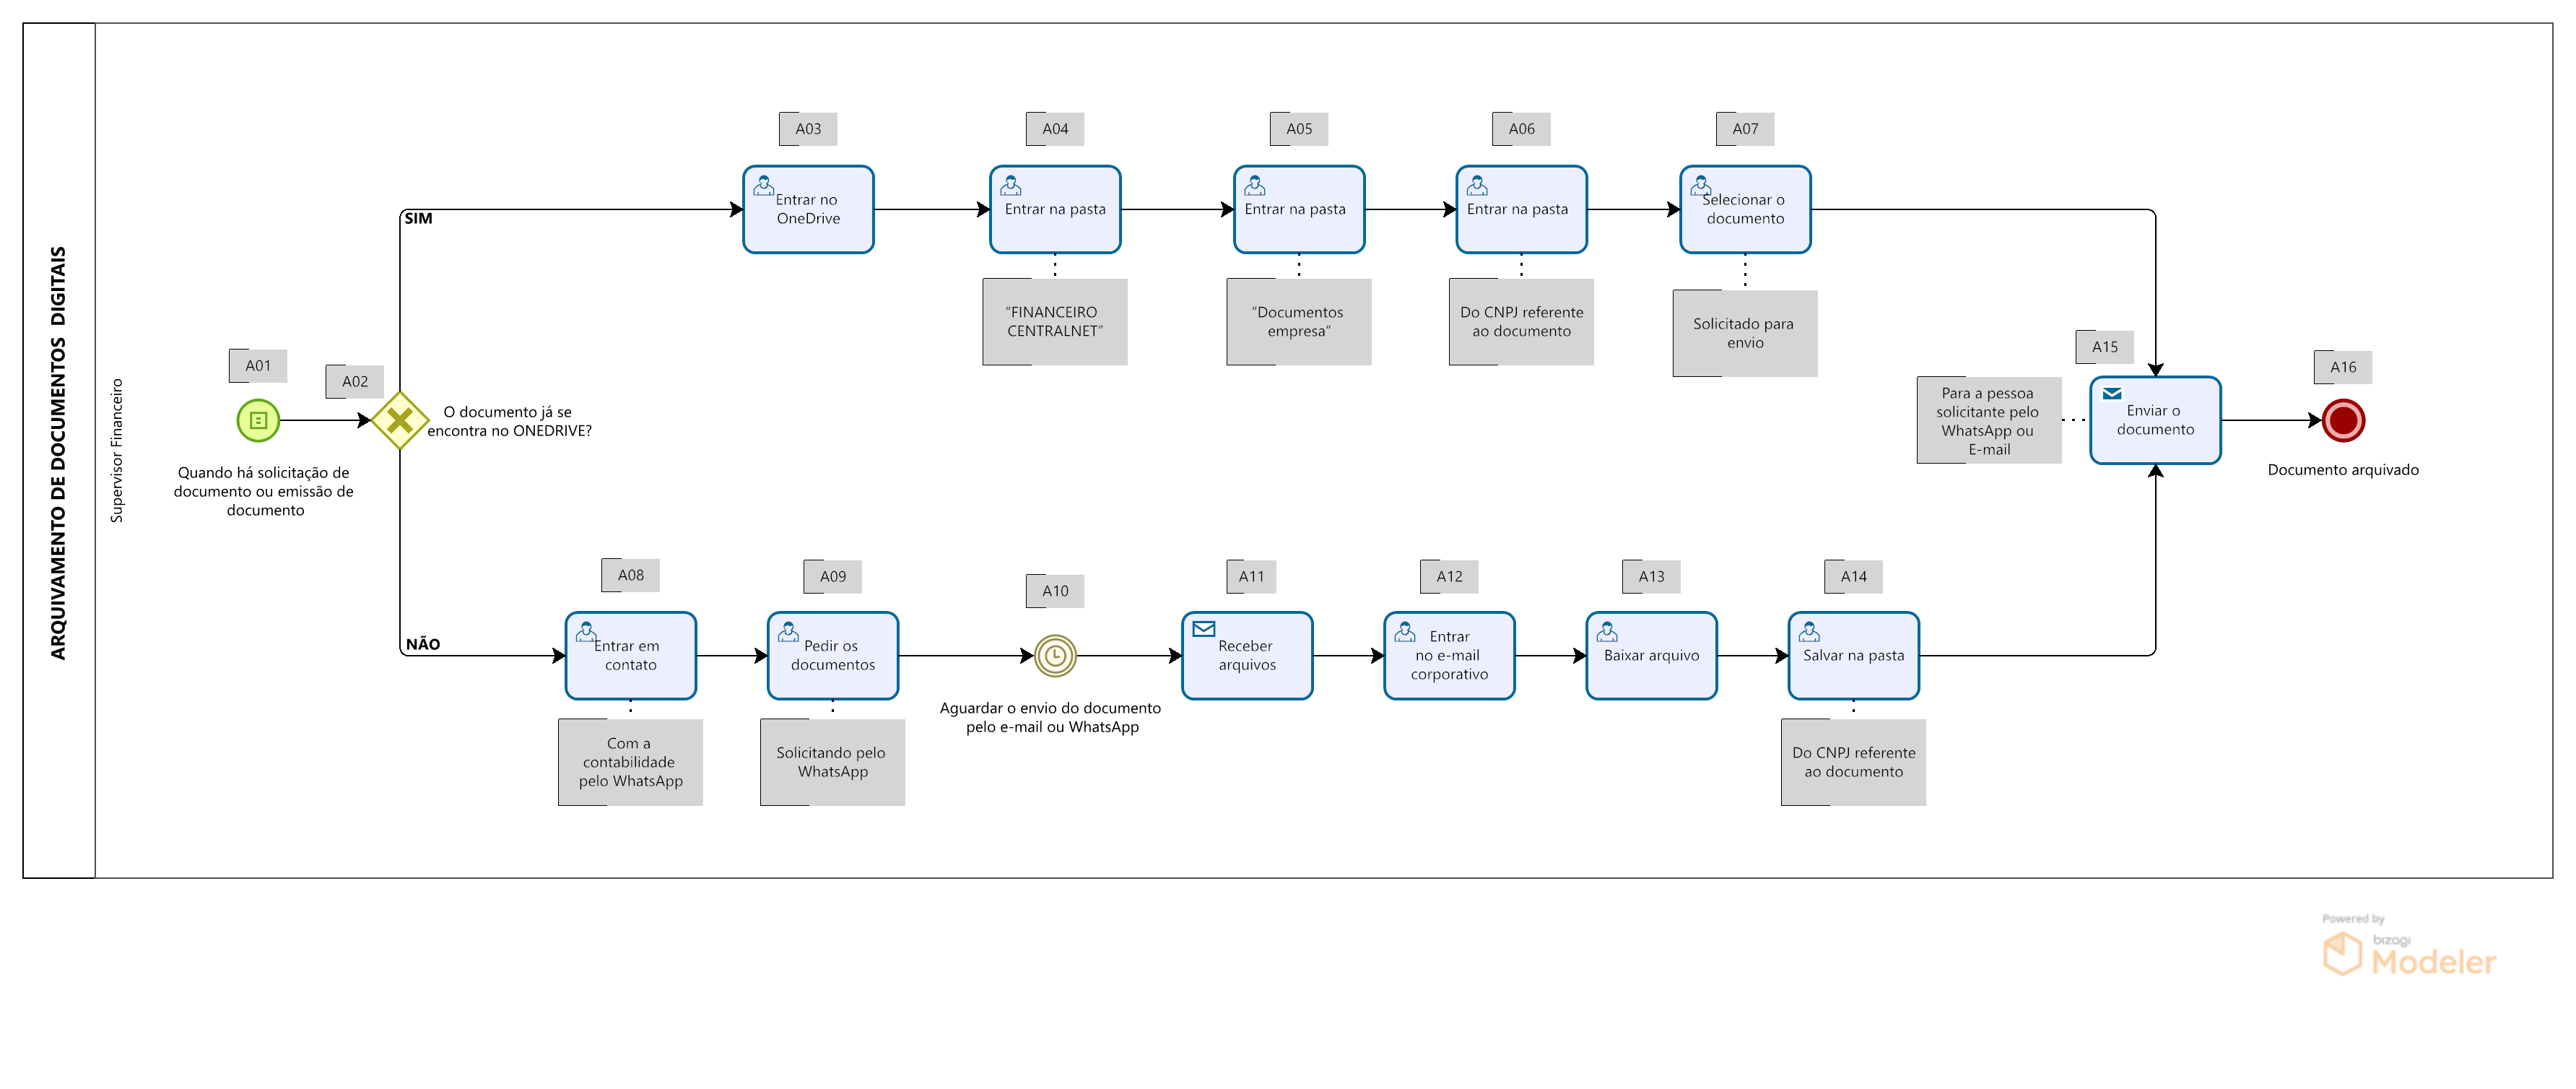 ARQUIVAMENTO DE DOCUMENTOS  DIGITAIS
Supervisor Financeiro
A01
Quando há solicitação de
documento ou emissão de
documento
A02
O documento já se
encontra no ONEDRIVE?
SIM
A03
Entrar no
OneDrive
A04
Entrar na pasta
“FINANCEIRO
CENTRALNET”
A05
Entrar na pasta
“Documentos
empresa”
A06
Entrar na pasta
Do CNPJ referente
ao documento
A07
Selecionar o
documento
Solicitado para
envio
NÃO
A08
Entrar em
contato
Com a
contabilidade
pelo WhatsApp
A09
Pedir os
documentos
Solicitando pelo
WhatsApp
A10
Aguardar o envio do documento
pelo e-mail ou WhatsApp
A11
Receber
arquivos
A12
Entrar
no e-mail
corporativo
A13
Baixar arquivo
A14
Salvar na pasta
Do CNPJ referente
ao documento
A15
Enviar o
documento
Para a pessoa
solicitante pelo
WhatsApp ou
E-mail
A16
Documento arquivado
Powered by
bizagi
Modeler